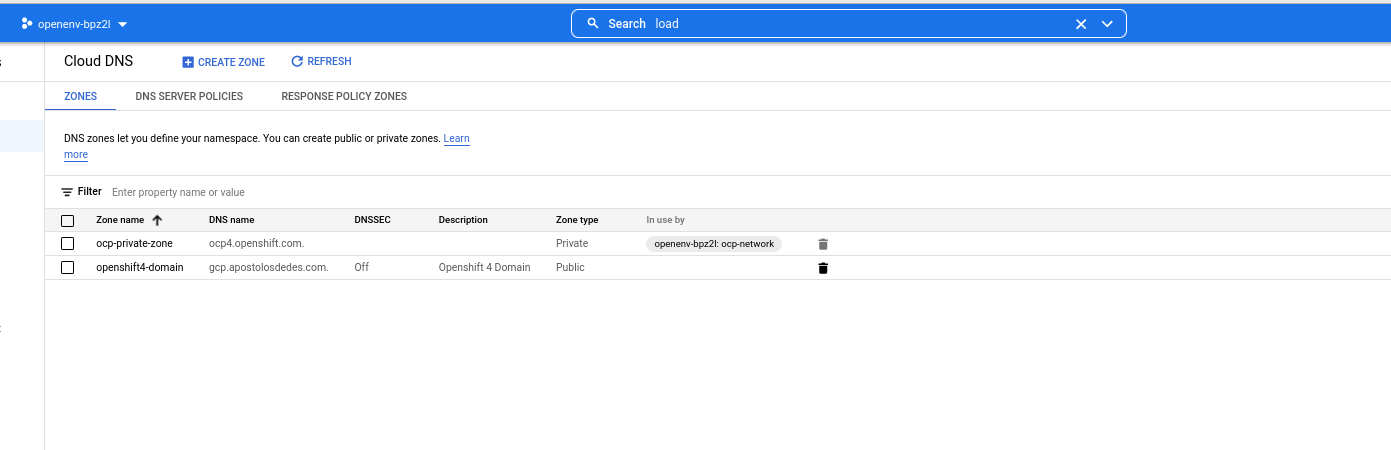 openenv-bpz2l
Search load
Cloud DNS CREATE ZONE REFRESH
ZONES DNS SERVER POLICIES RESPONSE POLICY ZONES
DNS zones let you define your namespace. You can create public or private zones. Learn
more
Filter Enter property name or value
Zone name DNS name DNSSEC Description Zone type In use by
ocp-private-zone ocp4.openshift.com. Private openenv-bpz2l: ocp-network
openshift4-domain gcp.apostolosdedes.com. Off Openshift 4 Domain Public